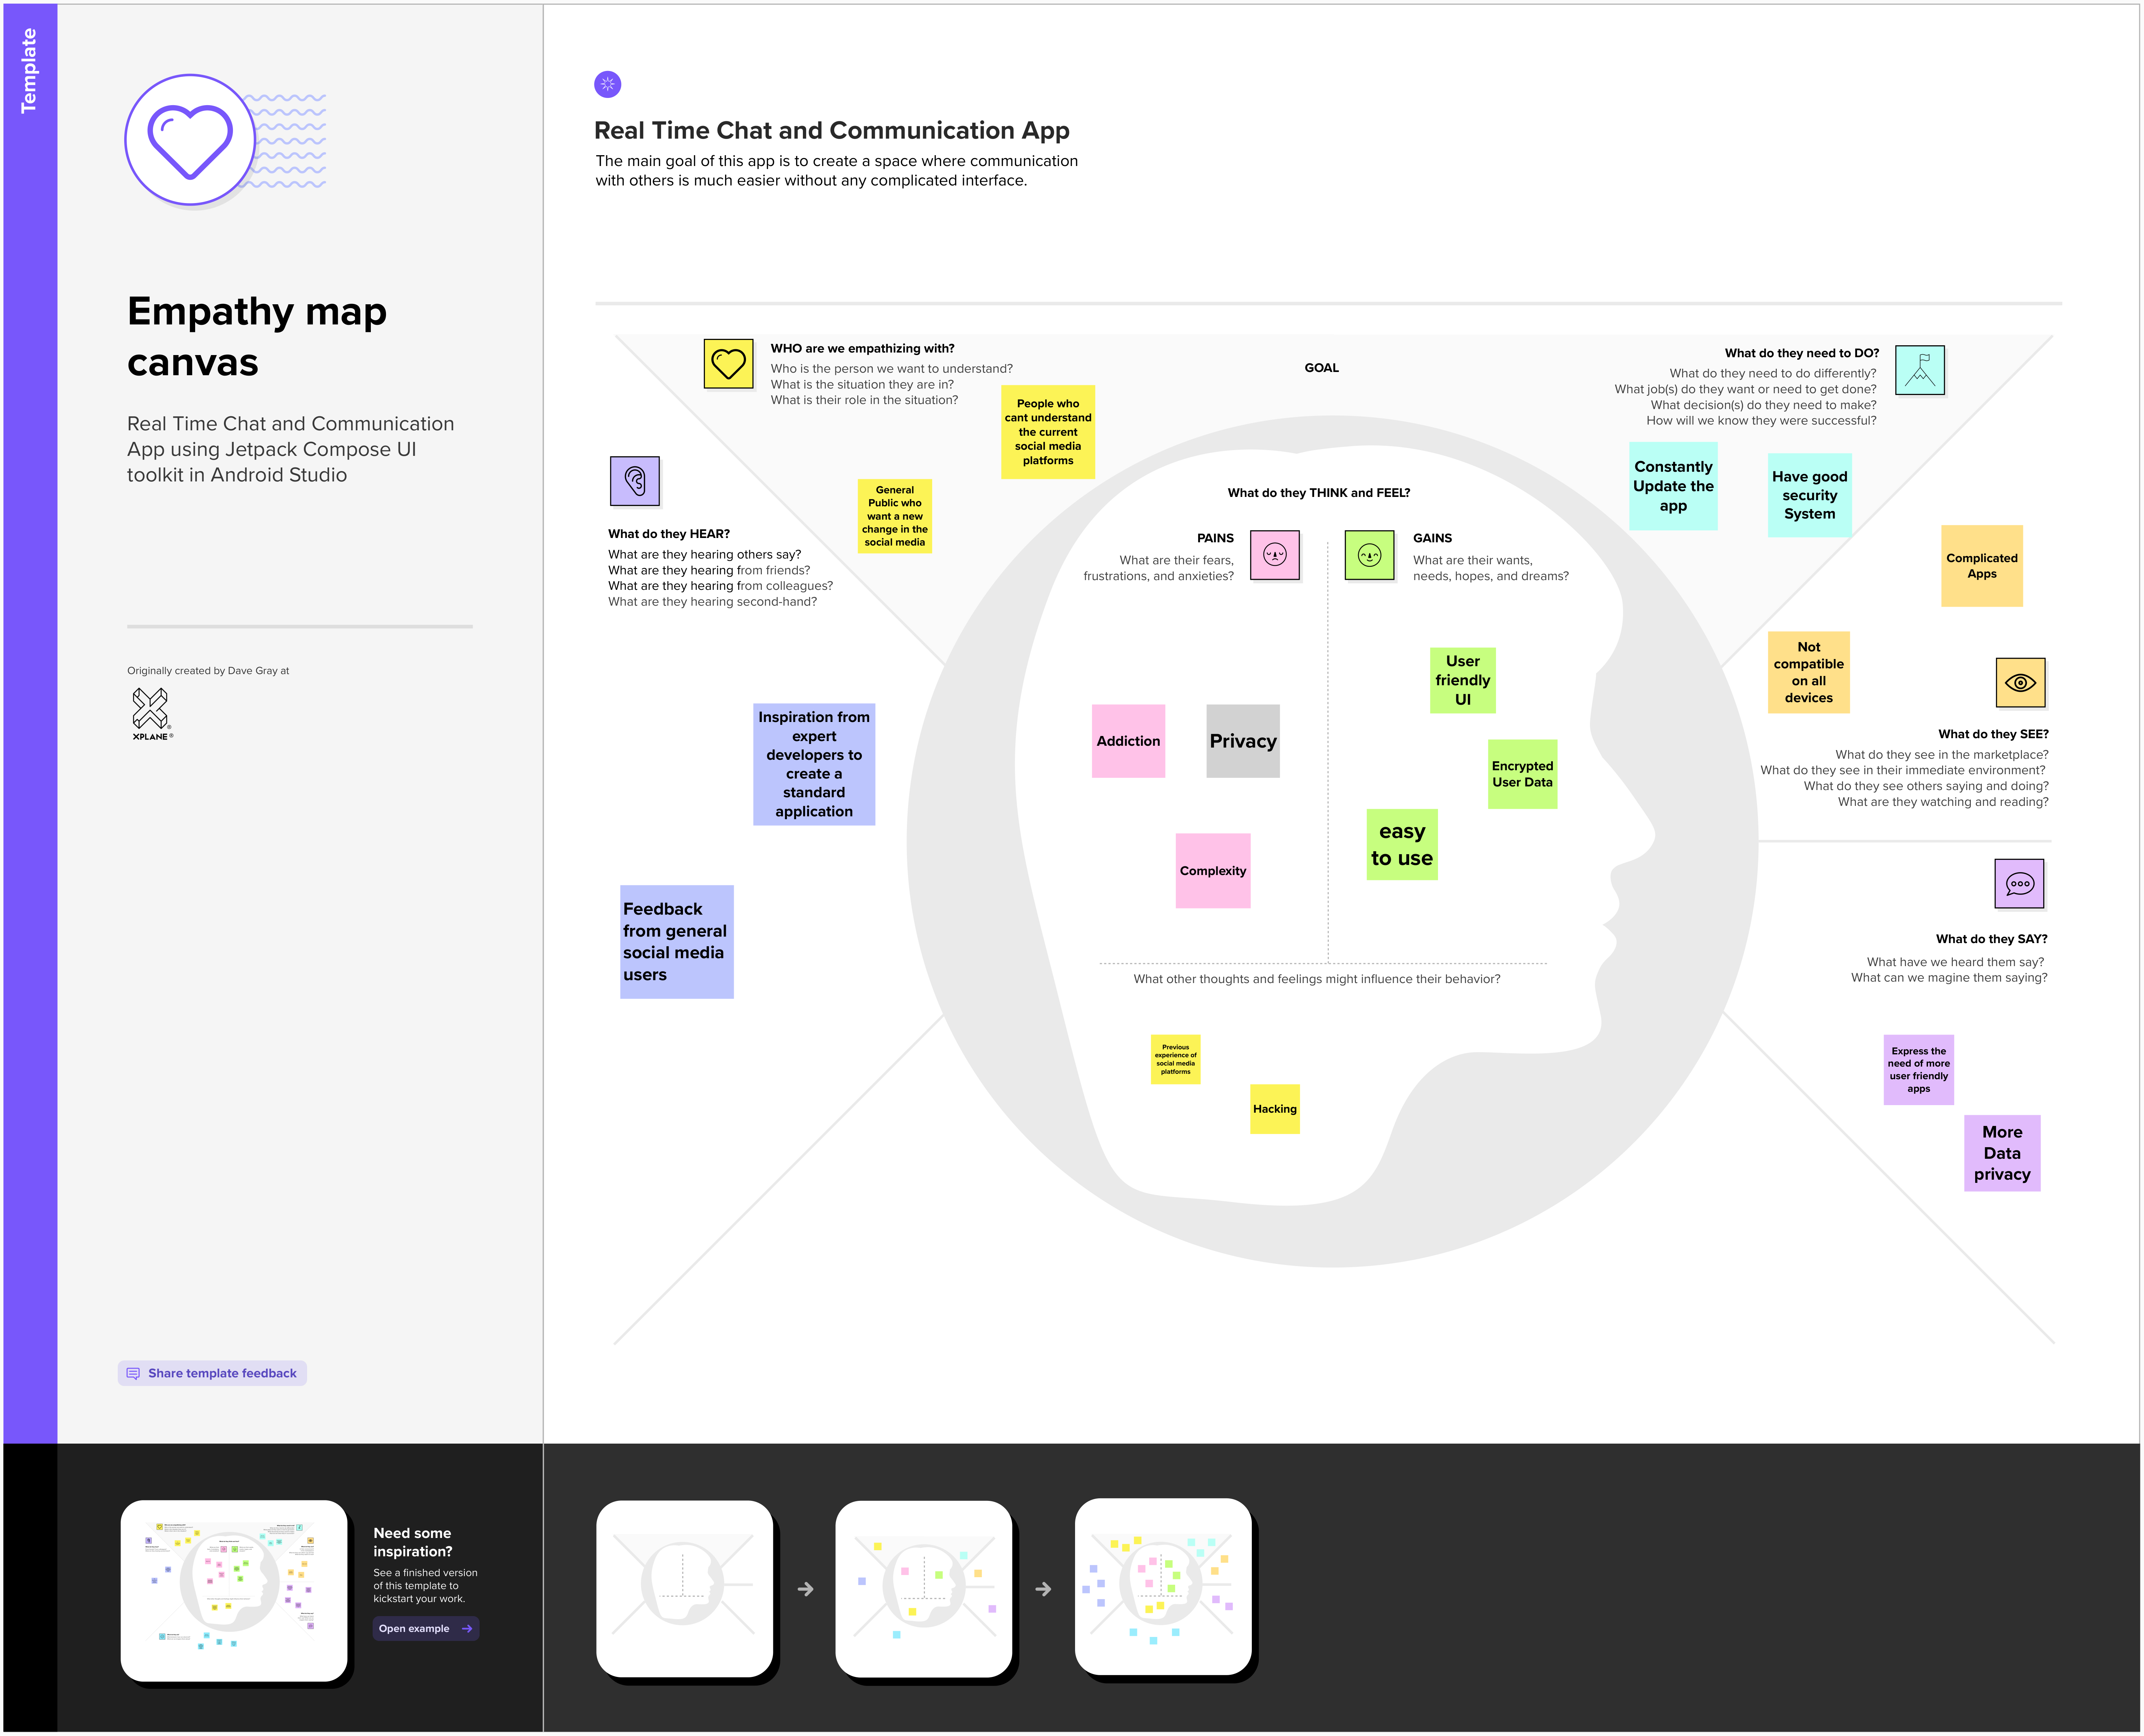 Template
Empathy map
canvas
Real Time Chat and Communication
App using Jetpack Compose UI
toolkit in Android Studio
Originally created by Dave Gray at
XPLANE®
Share template feedback
Real Time Chat and Communication App
The main goal of this app is to create a space where communication
with others is much easier without any complicated interface.
WHO are we empathizing with?
Who is the person we want to understand?
What is the situation they are in?
What is their role in the situation?
People who
cant understand
the current
social media
platforms
General
Public who
want a new
change in the
social media
GOAL
What do they need to DO?
What do they need to do differently?
What job(s) do they want or need to get done?
What decision(s) do they need to make?
How will we know they were successful?
Constantly
Update the
app
Have good
security
System
What do they HEAR?
What are they hearing others say?
What are they hearing from friends?
What are they hearing from colleagues?
What are they hearing second-hand?
Inspiration from
expert
developers to
create a
standard
application
Feedback
from general
social media
users
What do they THINK and FEEL?
PAINS
What are their fears,
frustrations, and anxieties?
Addiction
Privacy
Complexity
GAINS
What are their wants,
needs, hopes, and dreams?
User
friendly
UI
Encrypted
User Data
easy
to use
What other thoughts and feelings might influence their behavior?
Previous
experience of
social media
platforms
Hacking
Complicated
Apps
Not
compatible
on all
devices
What do they SEE?
What do they see in the marketplace?
What do they see in their immediate environment?
What do they see others saying and doing?
What are they watching and reading?
What do they SAY?
What have we heard them say?
What can we magine them saying?
Express the
need of more
user friendly
apps
More
Data
privacy
Need some
inspiration?
See a finished version
of this template to
kickstart your work.
Open example